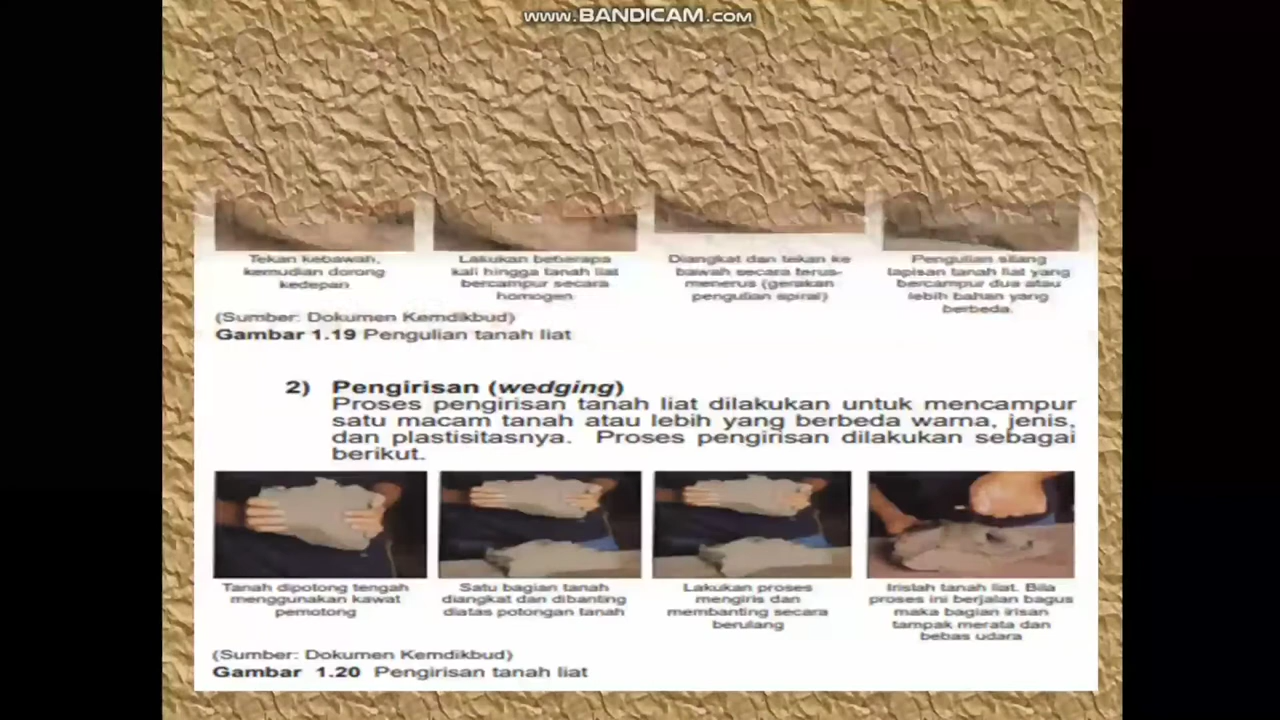 www.BANDICAM.com
Tekan kebawah,
kemudian dorong
kedepan
Lakukan beberapa
kali hingga tanah liat
bercampur secara
homogen
Diangkat dan tekan ke
bawah secara terus-
menerus (gerakan
pengulian spiral)
Pengulian silang
lapisan tanah liat yang
bercampur dua atau
lebih bahan yang
berbeda.
(Sumber: Dokumen Kemdikbud)
Gambar 1.19 Pengulian tanah liat
2) Pengirisan (wedging)
Proses pengirisan tanah liat dilakukan untuk mencampur
satu macam tanah atau lebih yang berbeda warna, jenis,
dan plastisitasnya. Proses pengirisan dilakukan sebagai
berikut.
Tanah dipotong tengah
menggunakan kawat
pemotong
Satu bagian tanah
diangkat dan dibanting
diatas potongan tanah
Lakukan proses
mengiris dan
membanting secara
berulang
Irislah tanah liat. Bila
proses ini berjalan bagus
maka bagian irisan
tampak merata dan
bebas udara
(Sumber: Dokumen Kemdikbud)
Gambar 1.20 Pengirisan tanah liat